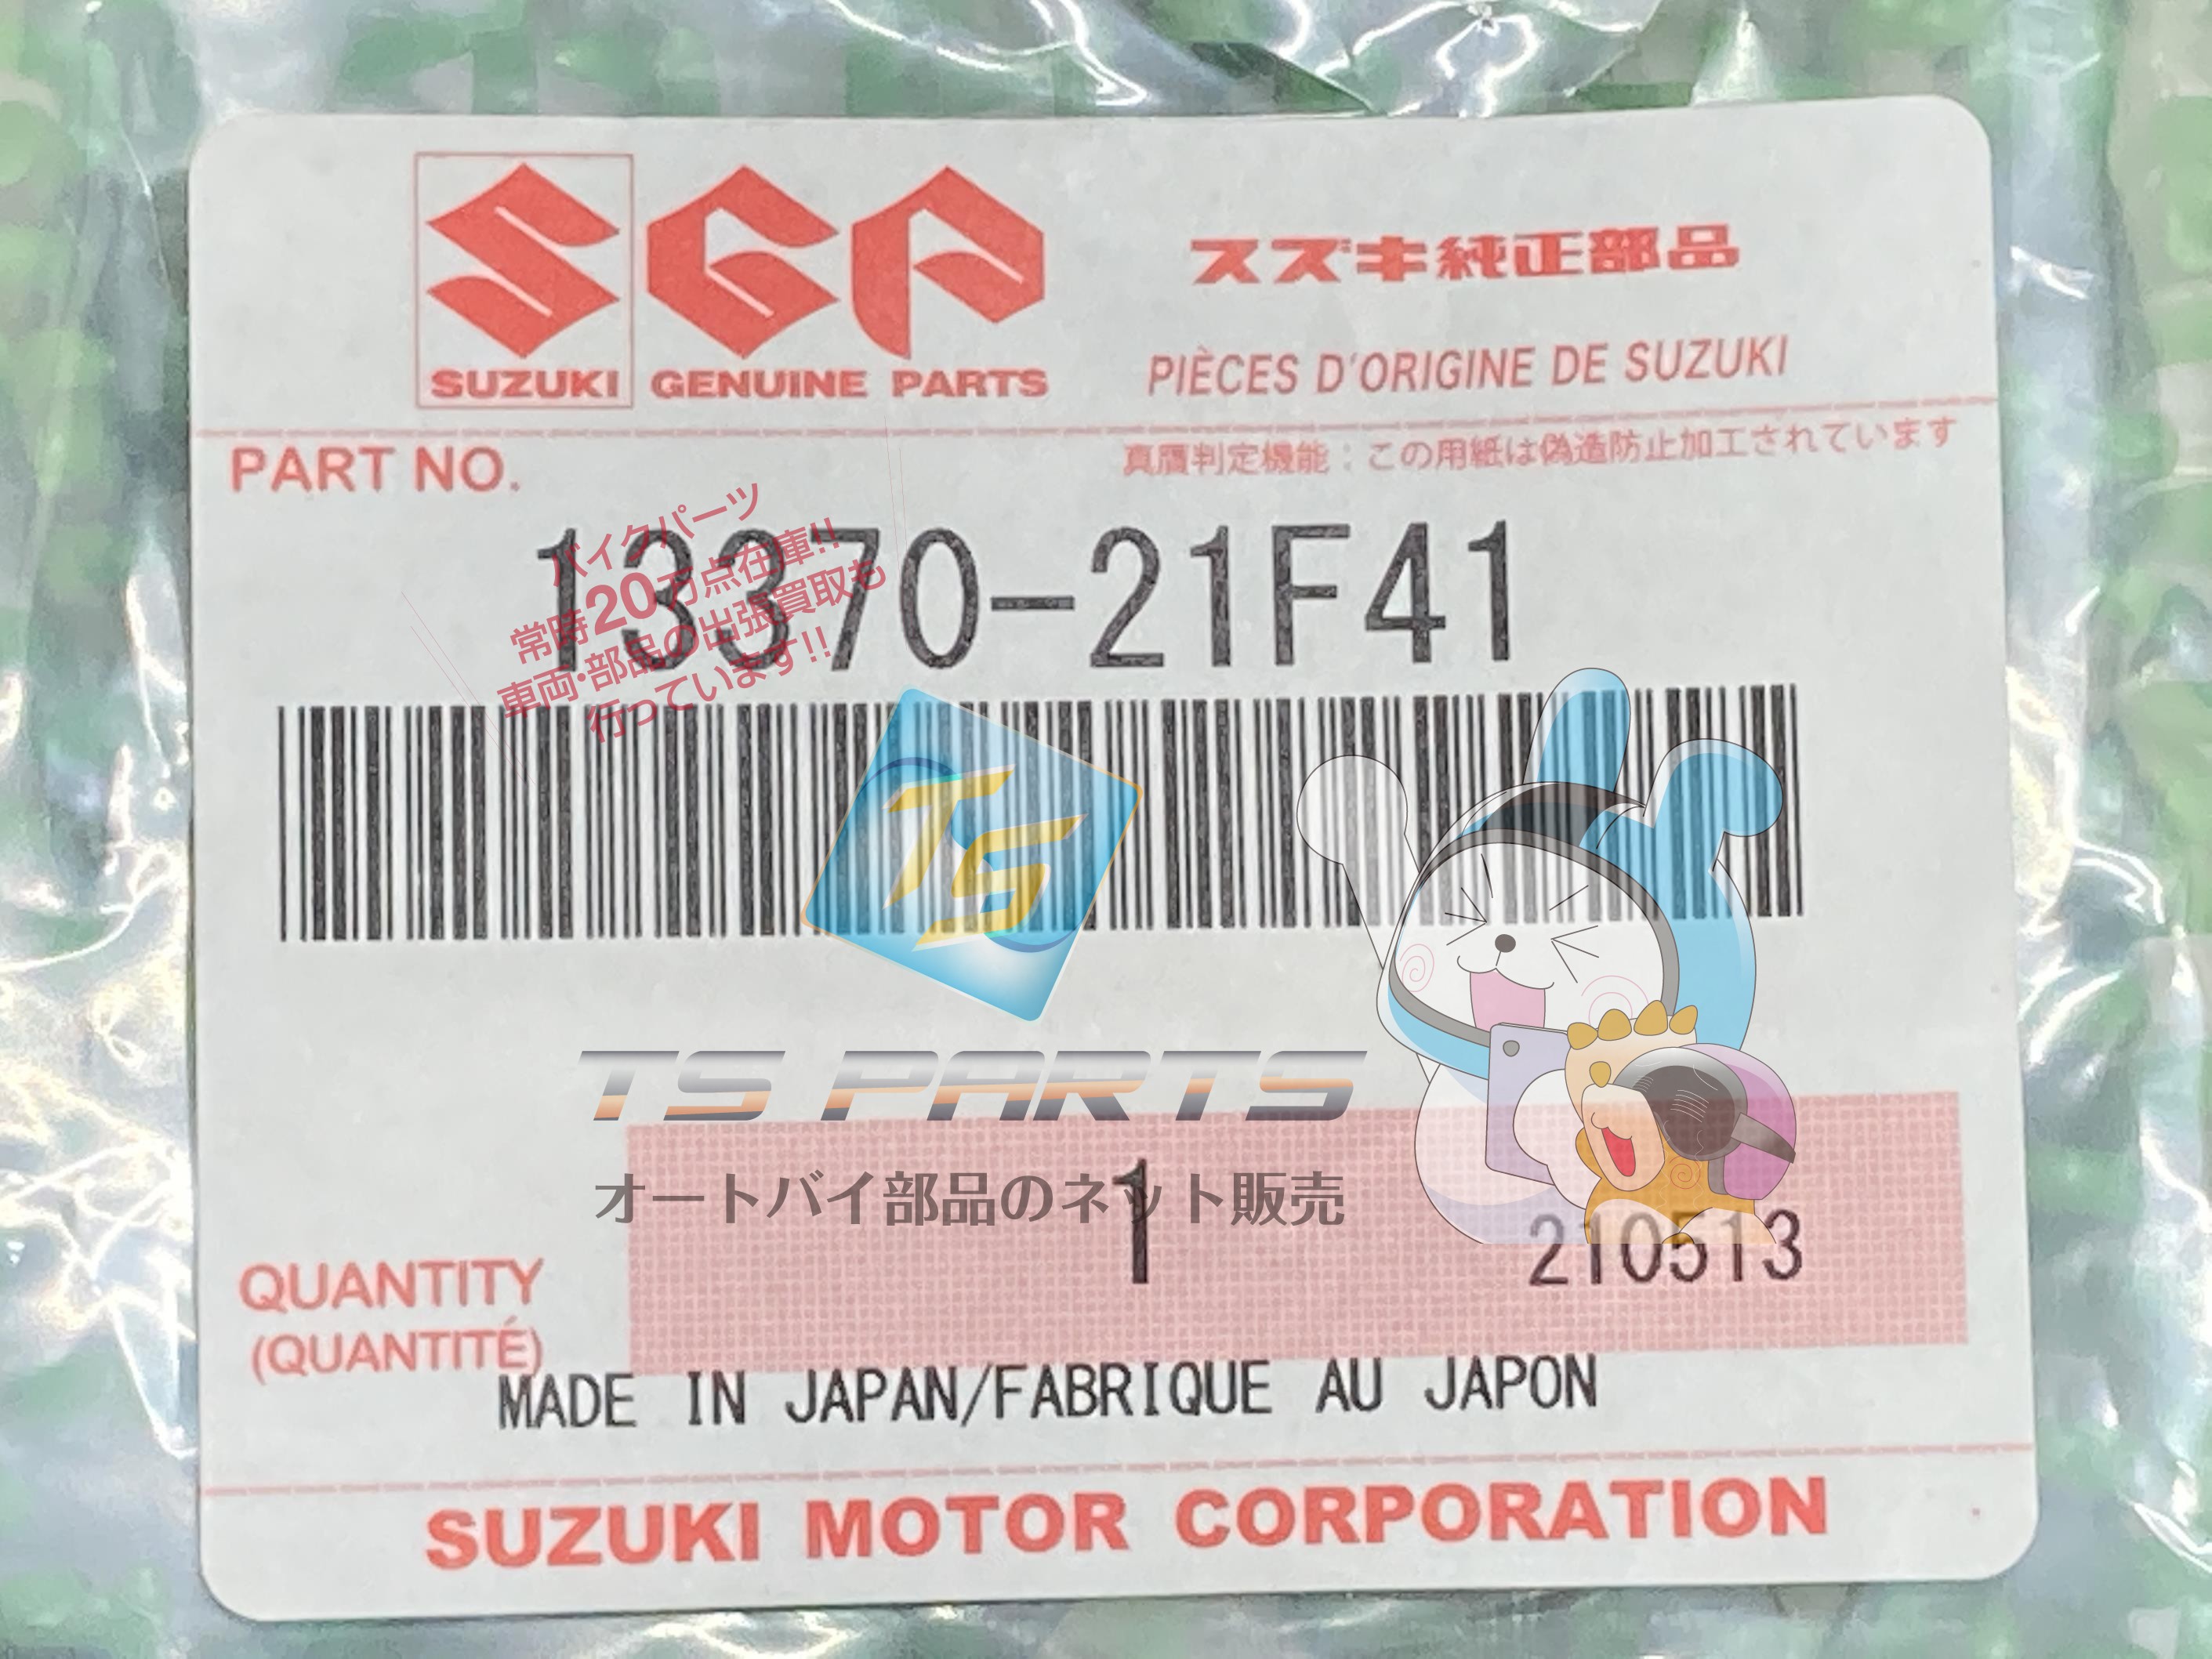 SGP
SUZUKI GENUINE PARTS
スズキ純正部品
PIÈCES D'ORIGINE DE SUZUKI
PART NO.
真贋判定機能：この用紙は偽造防止加工されています
13370-21F41
バイクパーツ
常時20万点在庫!!
車両・部品の出張買取も
行っています!!
TS
TS PARTS
オートバイ部品のネット販売
QUANTITY
(QUANTITÉ)
1
210513
MADE IN JAPAN/FABRIQUE AU JAPON
SUZUKI MOTOR CORPORATION